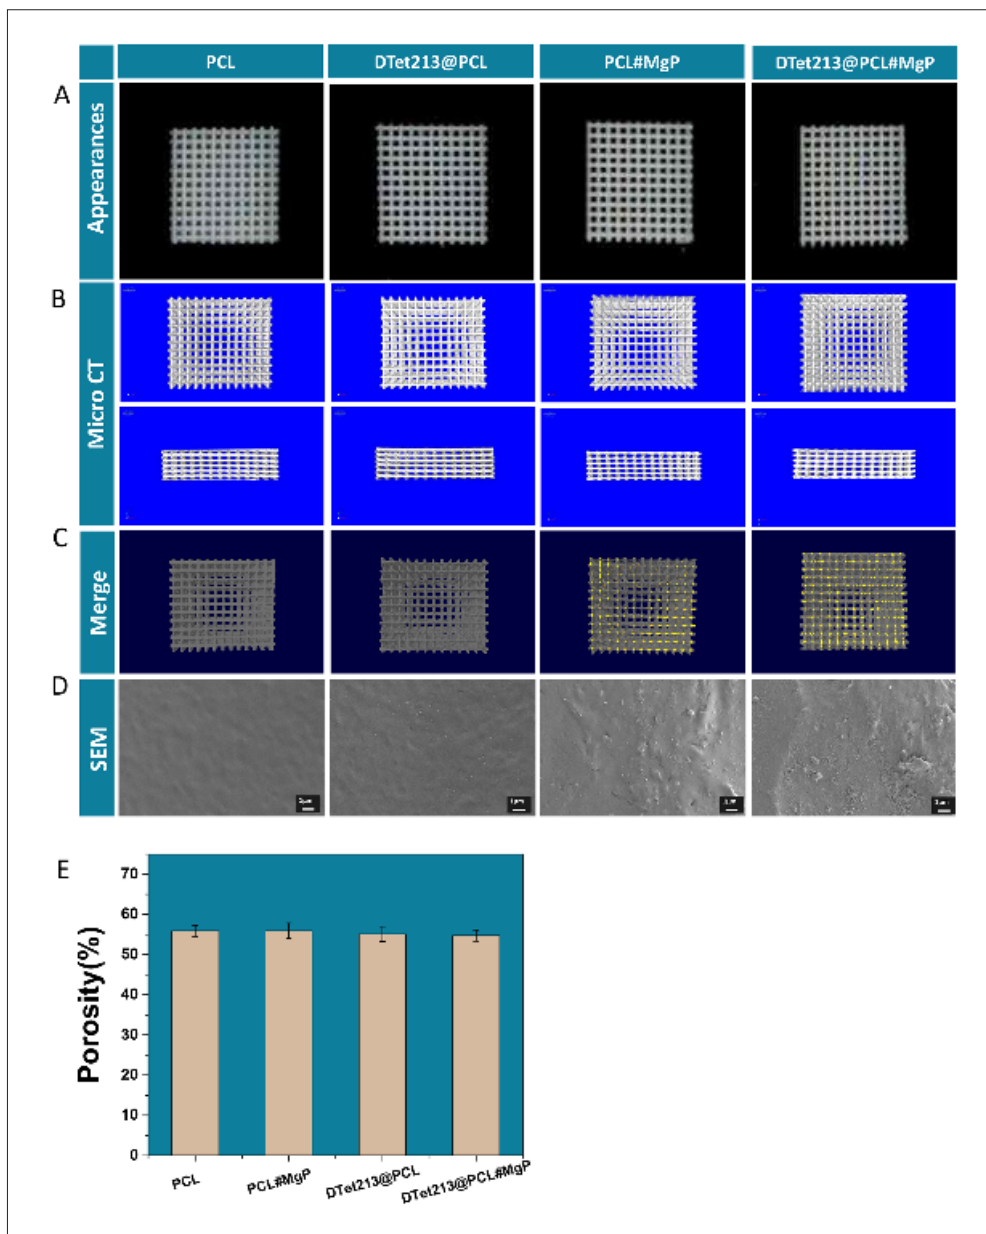 PCL DTet213@PCL PCL#MgP DTet213@PCL#MgP
A
Appearances
B
Micro CT
C
Merge
D
SEM
1μm
E
Porosity(%)
70
60
50
40
30
20
10
0
PCL PCL#MgP DTet213@PCL DTet213@PCL#MgP